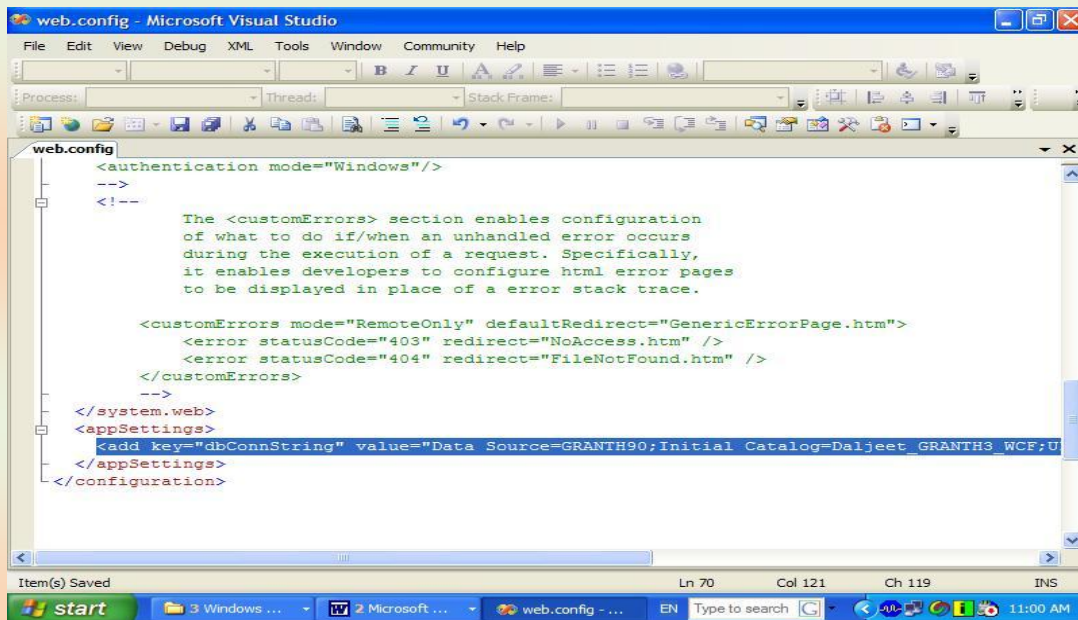 web.config - Microsoft Visual Studio
File Edit View Debug XML Tools Window Community Help
B I U A
Process: Thread: Stack Frame:
web.config
<authentication mode="Windows"/>
-->
<!--
The <customErrors> section enables configuration
of what to do if/when an unhandled error occurs
during the execution of a request. Specifically,
it enables developers to configure html error pages
to be displayed in place of a error stack trace.
<customErrors mode="RemoteOnly" defaultRedirect="GenericErrorPage.htm">
<error statusCode="403" redirect="NoAccess.htm" />
<error statusCode="404" redirect="FileNotFound.htm" />
</customErrors>
-->
</system.web>
<appSettings>
<add key="dbConnString" value="Data Source=GRANTH90;Initial Catalog=Daljeet_GRANTH3_WCF;U
</appSettings>
</configuration>
Item(s) Saved Ln 70 Col 121 Ch 119 INS
start 3 Windows ... 2 Microsoft ... web.config - ... EN Type to search G 11:00 AM